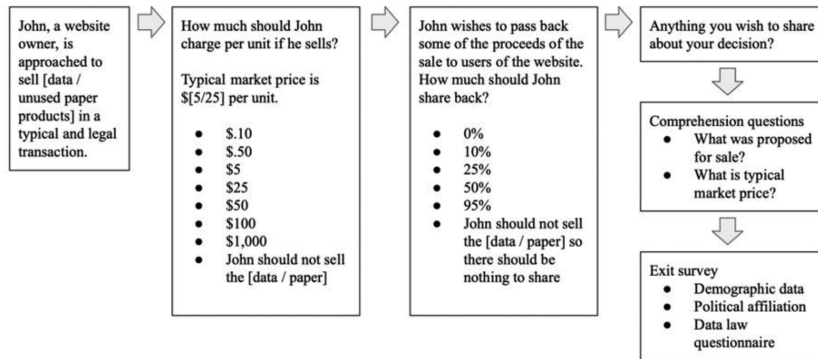 John, a website
owner, is
approached to
sell [data /
unused paper
products] in a
typical and legal
transaction.
How much should John
charge per unit if he sells?
Typical market price is
$[5/25] per unit.
● $.10
● $.50
● $5
● $25
● $50
● $100
● $1,000
● John should not sell
the [data / paper]
John wishes to pass back
some of the proceeds of the
sale to users of the website.
How much should John
share back?
● 0%
● 10%
● 25%
● 50%
● 95%
● John should not sell
the [data / paper] so
there should be
nothing to share
Anything you wish to share
about your decision?
Comprehension questions
● What was proposed
for sale?
● What is typical
market price?
Exit survey
● Demographic data
● Political affiliation
● Data law
questionnaire